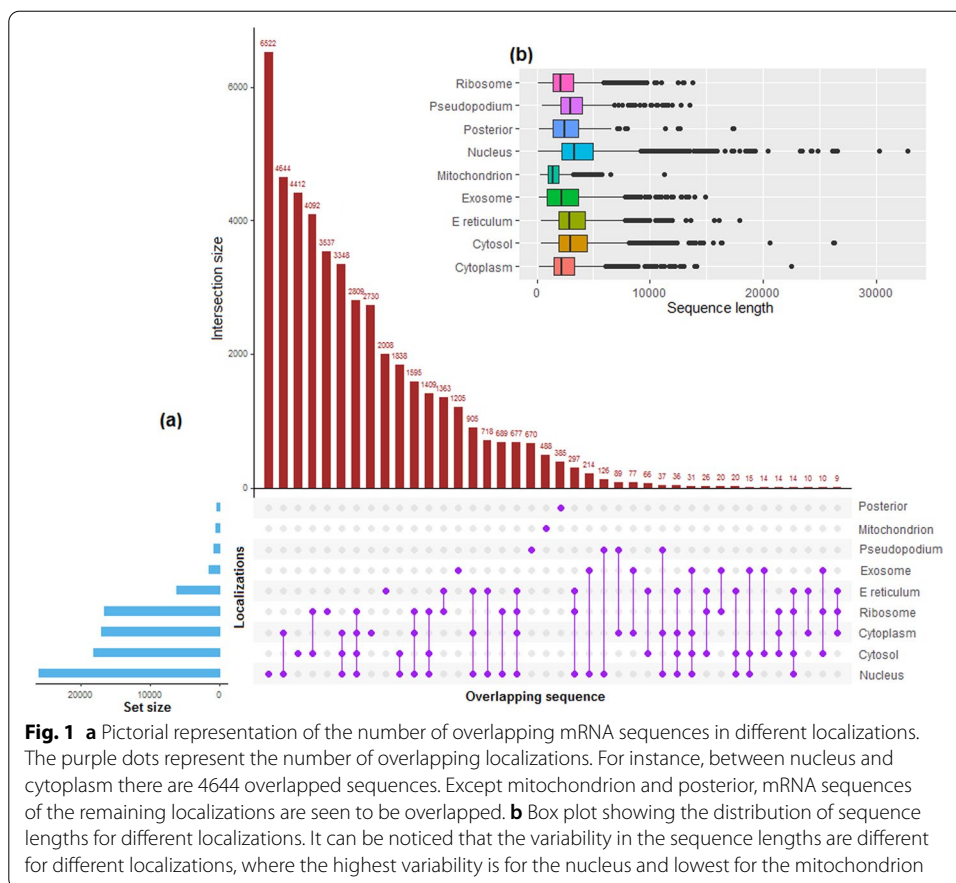 (b)
Ribosome
Pseudopodium
Posterior
Nucleus
Mitochondrion
Exosome
E reticulum
Cytosol
Cytoplasm
0 10000 20000 30000
Sequence length
(a)
Intersection size
6000
4000
2000
0
6522
4644
4412
4092
3537
3348
2809
2730
2008
1838
1595
1409
1363
1205
905
718
689
677
670
488
385
297
214
126
89
77
66
37
36
31
26
20
20
15
14
14
14
10
10
9
Localizations
Posterior
Mitochondrion
Pseudopodium
Exosome
E reticulum
Ribosome
Cytoplasm
Cytosol
Nucleus
20000 10000 0
Set size
Overlapping sequence
Fig. 1 a Pictorial representation of the number of overlapping mRNA sequences in different localizations.
The purple dots represent the number of overlapping localizations. For instance, between nucleus and
cytoplasm there are 4644 overlapped sequences. Except mitochondrion and posterior, mRNA sequences
of the remaining localizations are seen to be overlapped. b Box plot showing the distribution of sequence
lengths for different localizations. It can be noticed that the variability in the sequence lengths are different
for different localizations, where the highest variability is for the nucleus and lowest for the mitochondrion